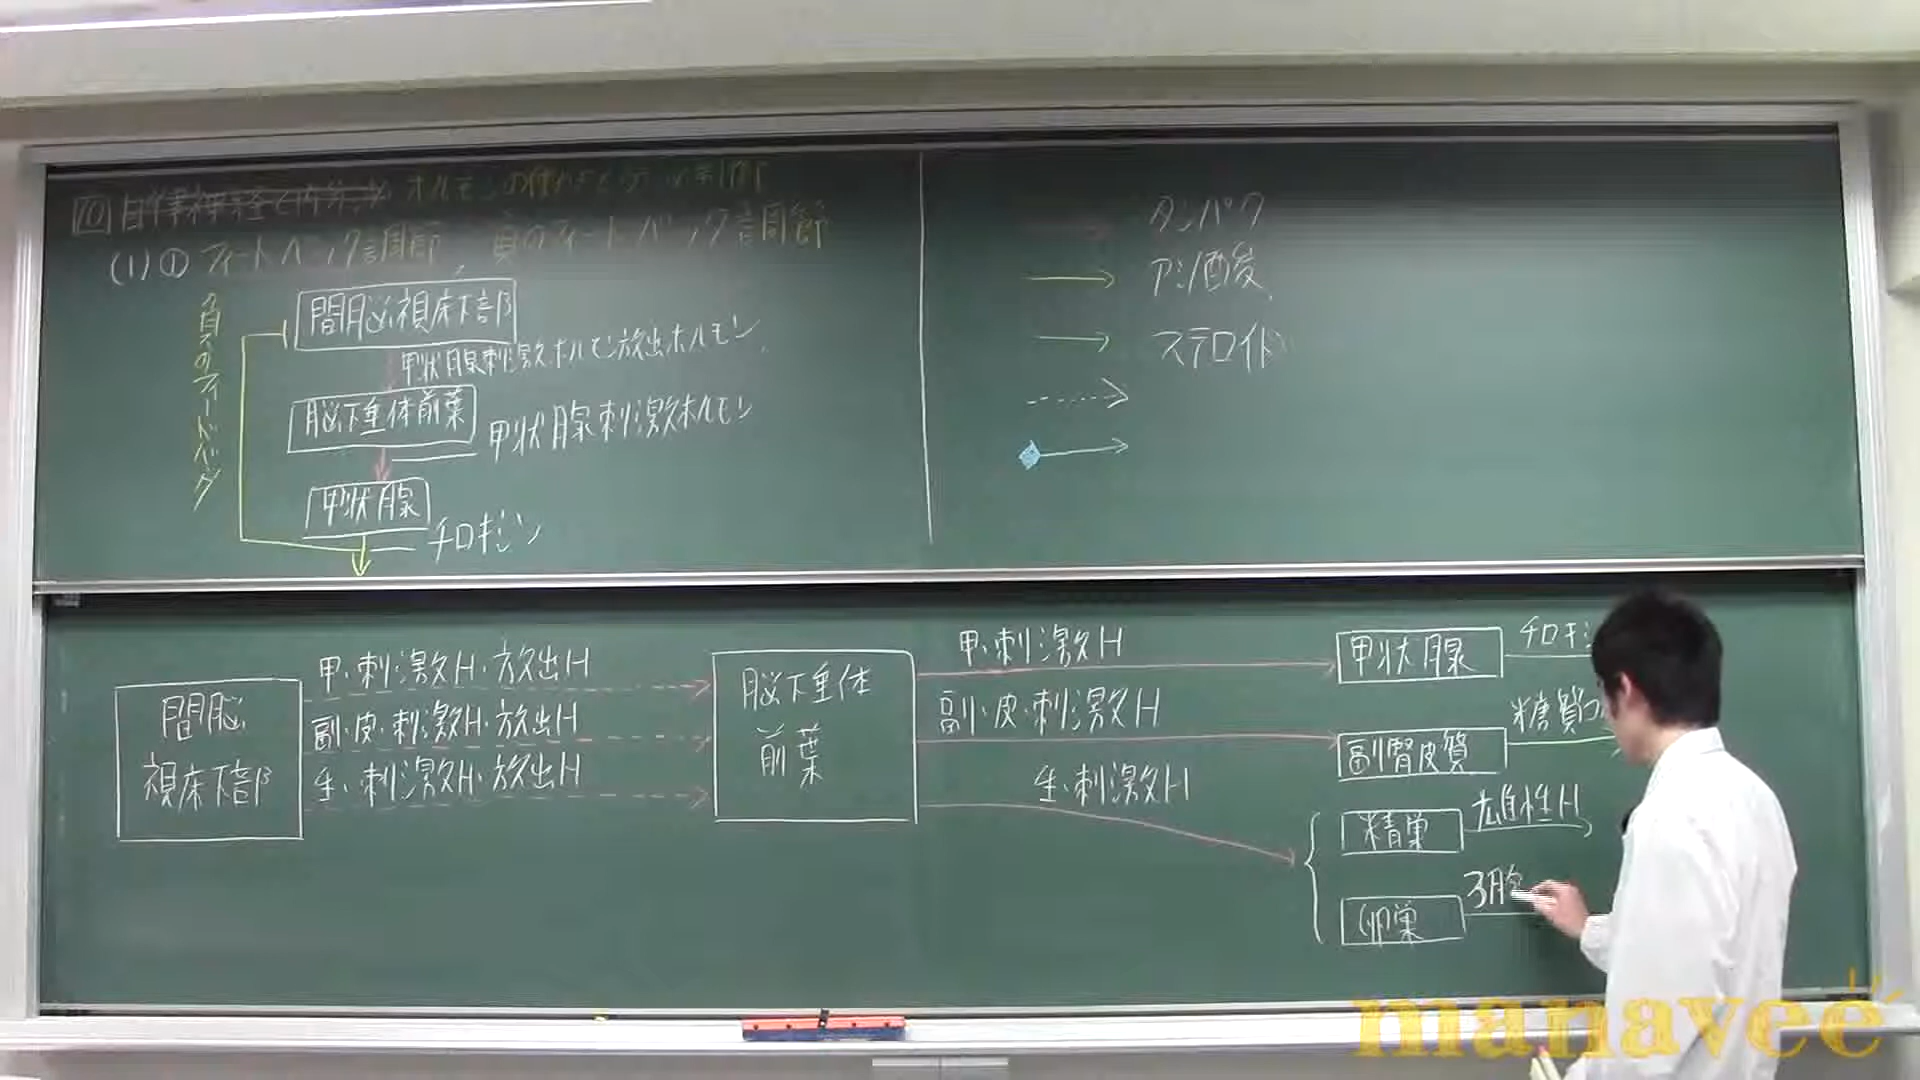 10 自律神経と内分泌 ホルモンの働きと
(1) ① フィードバック調節 負のフィードバック調節
負のフィードバック
間脳視床下部
甲状腺刺激ホルモン放出ホルモン
脳下垂体前葉
甲状腺刺激ホルモン
甲状腺
チロキシン
タンパク
アミノ酸
ステロイド
間脳
視床下部
甲・刺激H・放出H
副・皮・刺激H・放出H
生・刺激H・放出H
脳下垂体
前葉
甲・刺激H
副・皮・刺激H
生・刺激H
甲状腺
チロキシ
副腎皮質
糖質コ
精巣
雄性H
卵巣
ろ胞
manavee